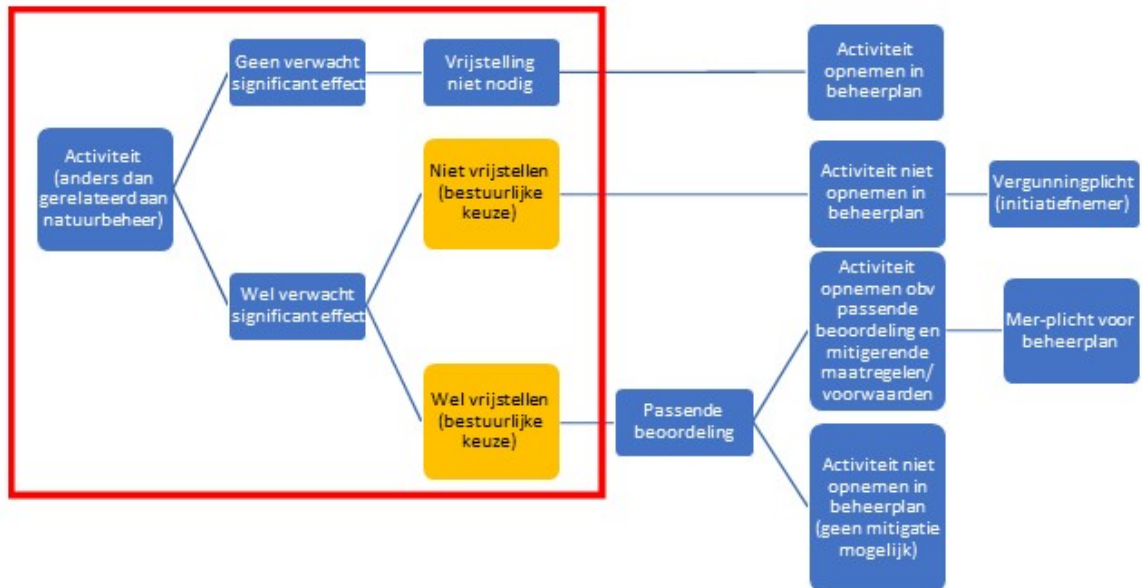 Activiteit
(anders dan
gerelateerd aan
natuurbeheer)
Geen verwacht
significant effect
Wel verwacht
significant effect
Vrijstelling
niet nodig
Niet vrijstellen
(bestuurlijke
keuze)
Wel vrijstellen
(bestuurlijke
keuze)
Passende
beoordeling
Activiteit
opnemen in
beheerplan
Activiteit niet
opnemen in
beheerplan
Activiteit
opnemen obv
passende
beoordeling en
mitigerende
maatregelen/
voorwaarden
Activiteit niet
opnemen in
beheerplan
(geen mitigatie
mogelijk)
Vergunningplicht
(initiatiefnemer)
Mer-plicht voor
beheerplan